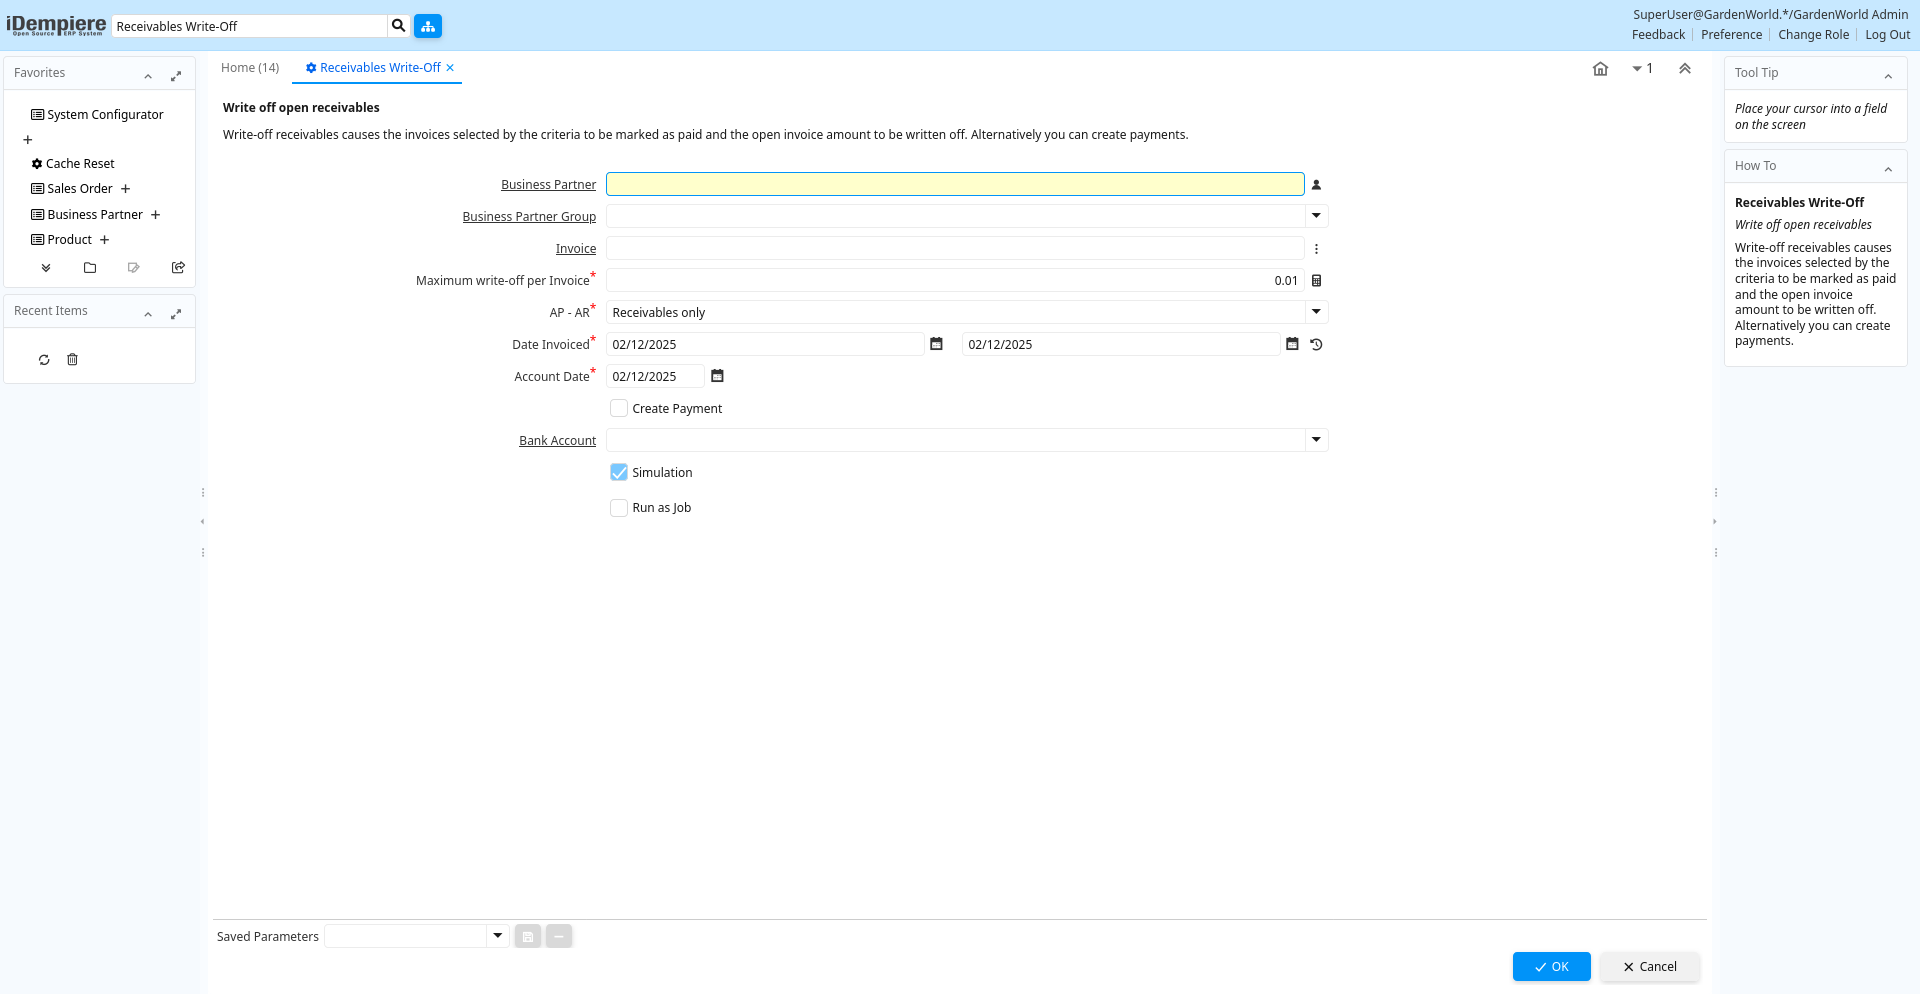 iDempiere
Open Source ERP System
Receivables Write-Off
SuperUser@GardenWorld.*/GardenWorld Admin
Feedback
Preference
Change Role
Log Out
Favorites
System Configurator
Cache Reset
Sales Order
Business Partner
Product
Recent Items
Home (14)
Receivables Write-Off
1
Write off open receivables
Write-off receivables causes the invoices selected by the criteria to be marked as paid and the open invoice amount to be written off. Alternatively you can create payments.
Business Partner
Business Partner Group
Invoice
Maximum write-off per Invoice* 0.01
AP - AR* Receivables only
Date Invoiced* 02/12/2025 02/12/2025
Account Date* 02/12/2025
Create Payment
Bank Account
Simulation
Run as Job
Saved Parameters
OK
Cancel
Tool Tip
Place your cursor into a field
on the screen
How To
Receivables Write-Off
Write off open receivables
Write-off receivables causes
the invoices selected by the
criteria to be marked as paid
and the open invoice
amount to be written off.
Alternatively you can create
payments.